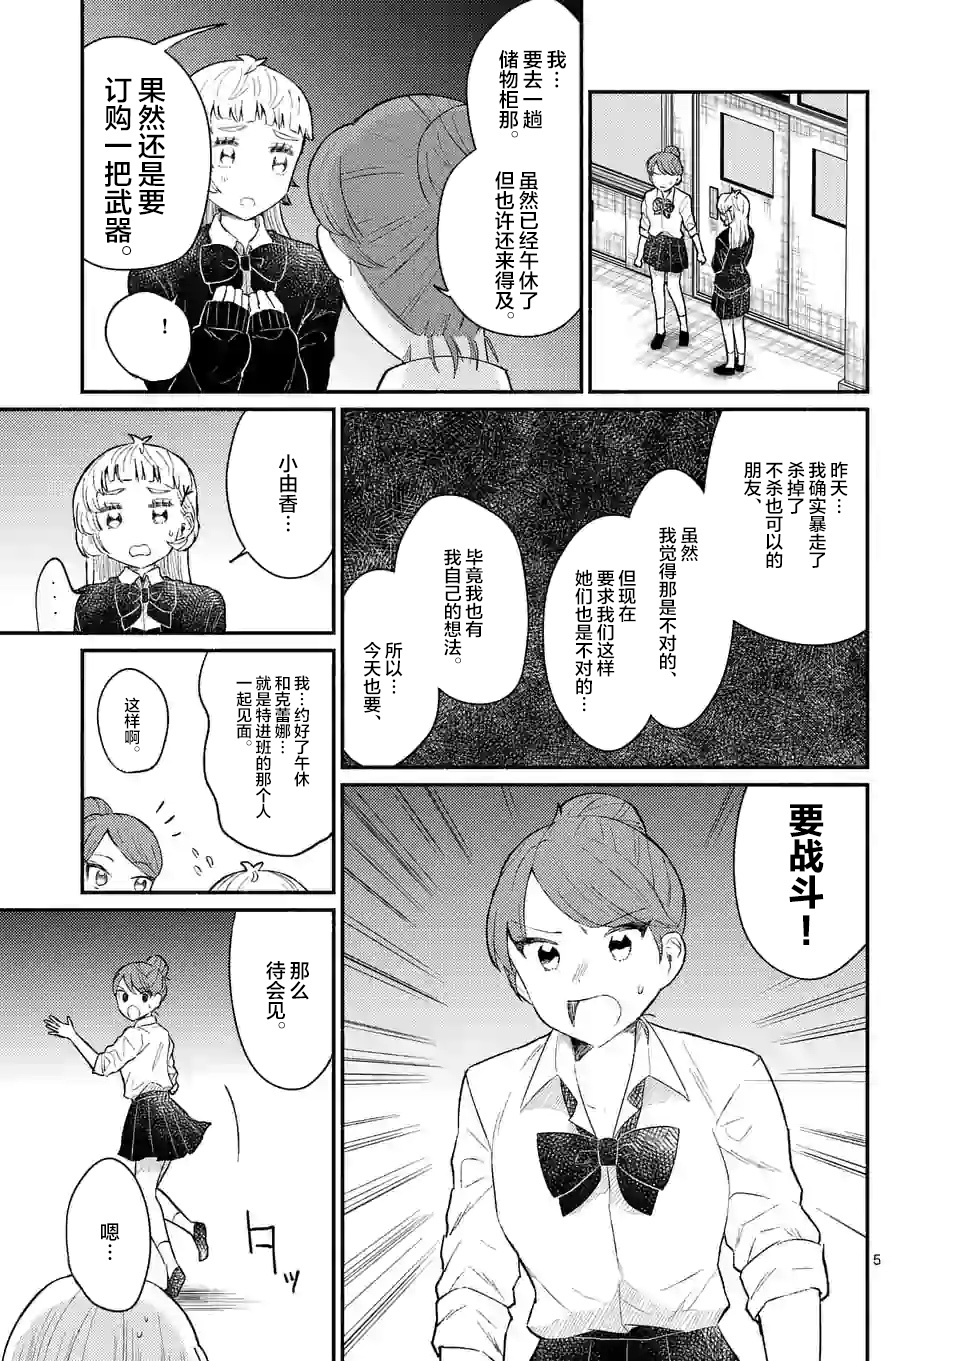 我…
要去一趟
储物柜那。
虽然已经午休了
但也许还来得及。
果然还是要
订购一把武器。
！
昨天…
我确实暴走了
杀掉了
不杀也可以的
朋友、
虽然
我觉得那是不对的、
但现在
要求我们这样
她们也是不对的…
毕竟我也有
我自己的想法。
所以…
今天也要、
小由香…
…
要战斗！
我…约好了午休
和克蕾娜…
就是特进班的那个人
一起见面。
这样啊。
那么
待会见。
嗯…
タッ
5